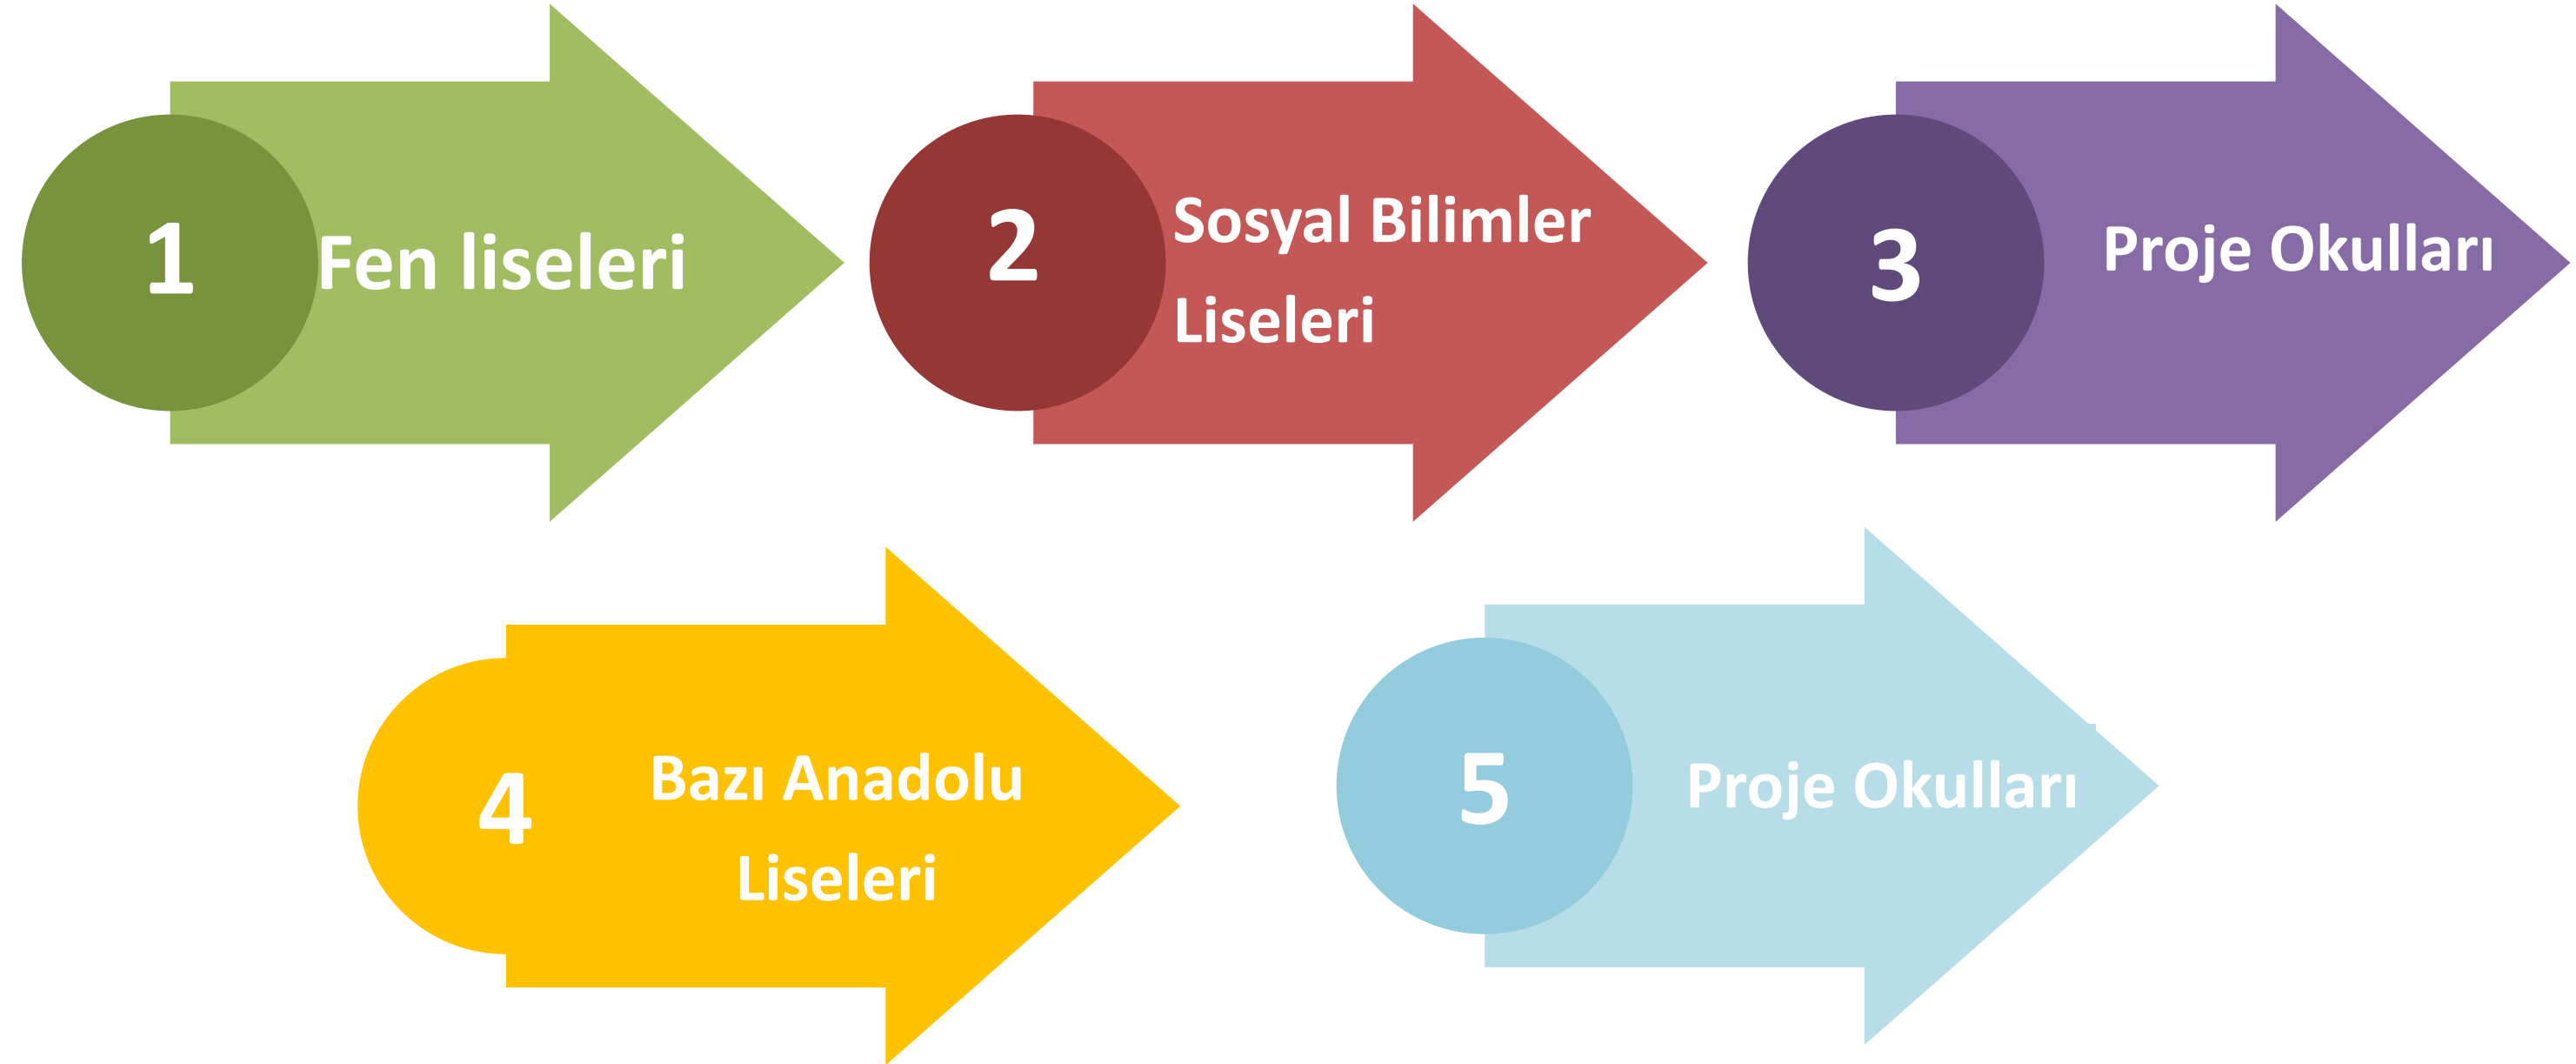 1
Fen liseleri
2
Sosyal Bilimler
Liseleri
3
Proje Okulları
4
Bazı Anadolu
Liseleri
5
Proje Okulları